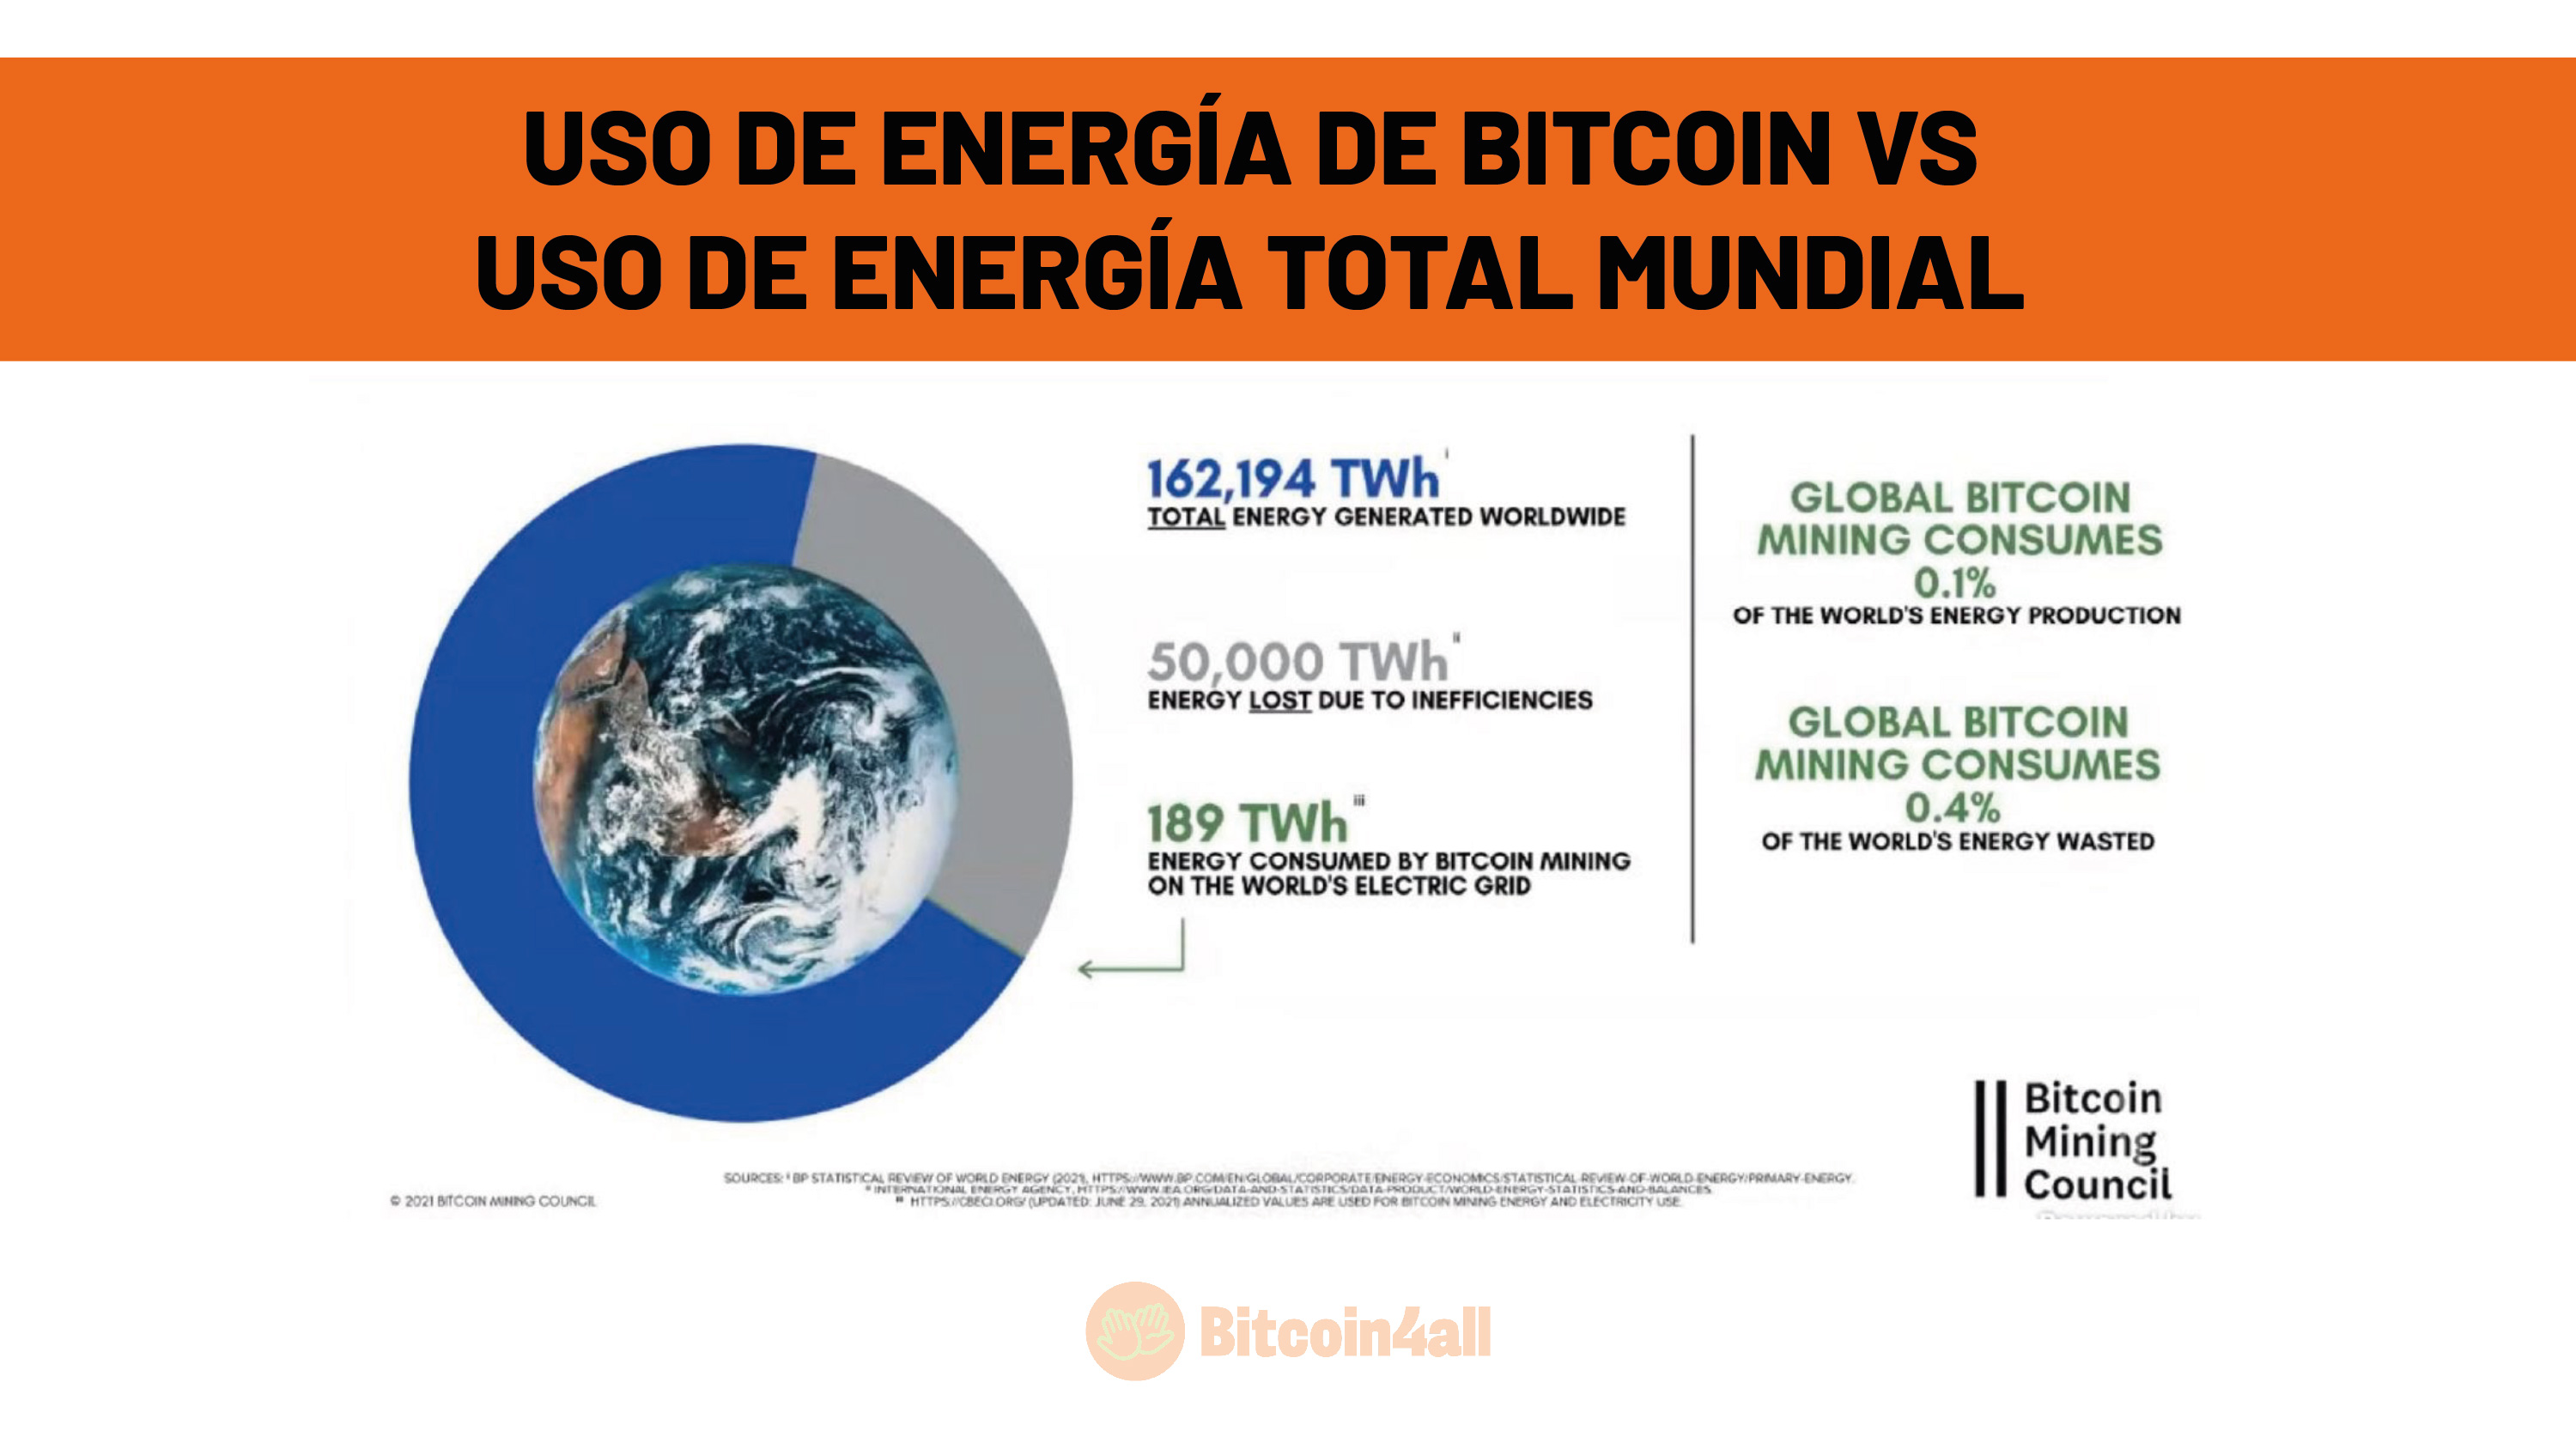 USO DE ENERGÍA DE BITCOIN VS
USO DE ENERGÍA TOTAL MUNDIAL
162,194 TWh i
TOTAL ENERGY GENERATED WORLDWIDE
50,000 TWh ii
ENERGY LOST DUE TO INEFFICIENCIES
189 TWh iii
ENERGY CONSUMED BY BITCOIN MINING
ON THE WORLD'S ELECTRIC GRID
GLOBAL BITCOIN
MINING CONSUMES
0.1%
OF THE WORLD'S ENERGY PRODUCTION
GLOBAL BITCOIN
MINING CONSUMES
0.4%
OF THE WORLD'S ENERGY WASTED
Bitcoin
Mining
Council
SOURCES: i BP STATISTICAL REVIEW OF WORLD ENERGY (2021), HTTPS://WWW.BP.COM/EN/GLOBAL/CORPORATE/ENERGY-ECONOMICS/STATISTICAL-REVIEW-OF-WORLD-ENERGY/PRIMARY-ENERGY.
ii INTERNATIONAL ENERGY AGENCY, HTTPS://WWW.IEA.ORG/DATA-AND-STATISTICS/DATA-PRODUCT/WORLD-ENERGY-STATISTICS-AND-BALANCES.
iii HTTPS://CBECI.ORG/ (UPDATED: JUNE 29, 2021) ANNUALIZED VALUES ARE USED FOR BITCOIN MINING ENERGY AND ELECTRICITY USE.
© 2021 BITCOIN MINING COUNCIL
Bitcoin4all